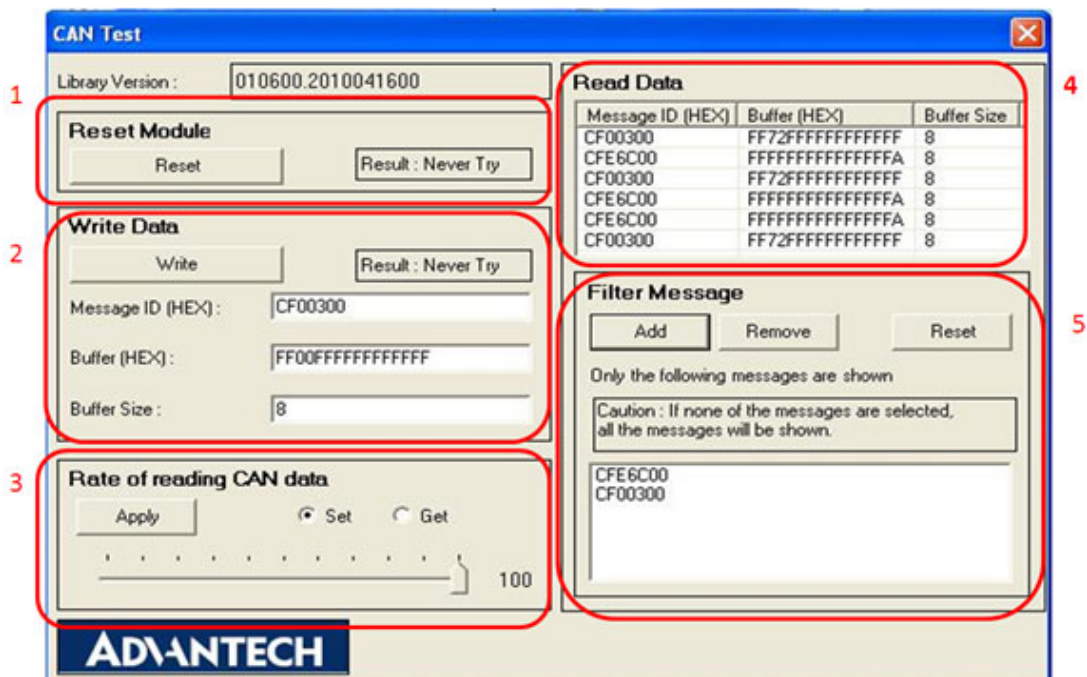 CAN Test
Library Version : 010600.2010041600
1
Reset Module
Reset Result : Never Try
2
Write Data
Write Result : Never Try
Message ID (HEX) : CF00300
Buffer (HEX) : FF00FFFFFFFFFFFF
Buffer Size : 8
3
Rate of reading CAN data
Apply Set Get
100
ADVANTECH
4
Read Data
Message ID (HEX) Buffer (HEX) Buffer Size
CF00300 FF72FFFFFFFFFFFF 8
CFE6C00 FFFFFFFFFFFFFFFA 8
CF00300 FF72FFFFFFFFFFFF 8
CFE6C00 FFFFFFFFFFFFFFFA 8
CFE6C00 FFFFFFFFFFFFFFFA 8
CF00300 FF72FFFFFFFFFFFF 8
5
Filter Message
Add Remove Reset
Only the following messages are shown
Caution : If none of the messages are selected,
all the messages will be shown.
CFE6C00
CF00300